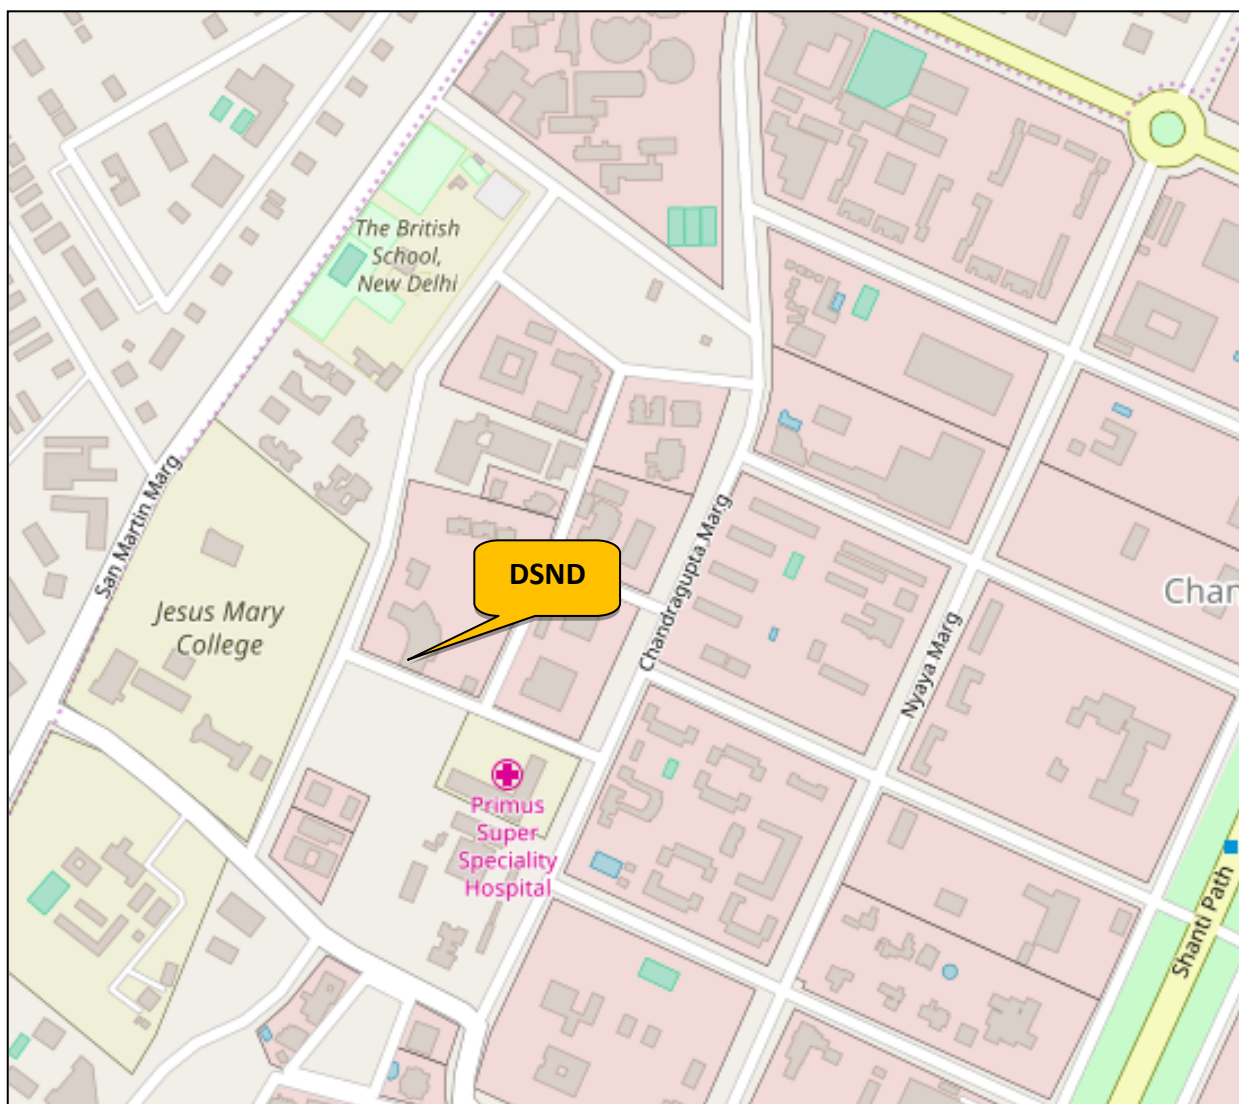 The British
School,
New Delhi
San Martin Marg
Chandragupta Marg
DSND
Jesus Mary
College
Chan
Nyaya Marg
Primus
Super
Speciality
Hospital
Shanti Path